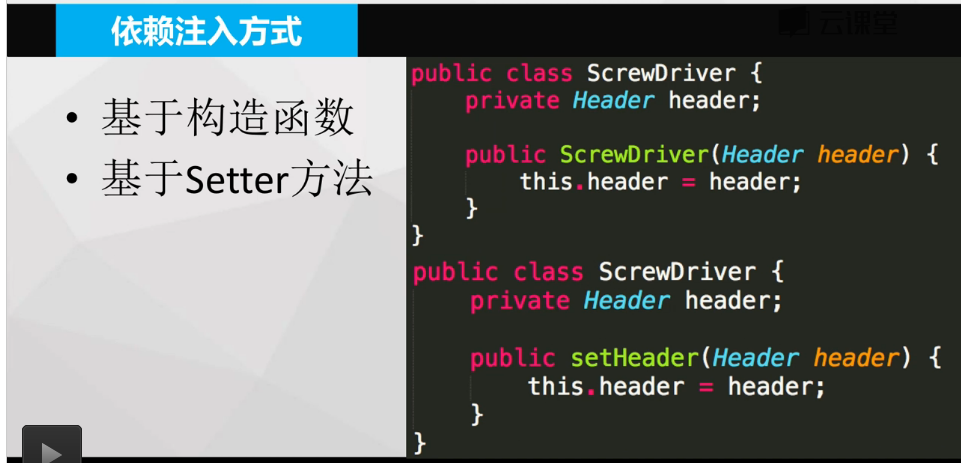 依赖注入方式
云课堂
• 基于构造函数
• 基于Setter方法
public class ScrewDriver {
    private Header header;
    public ScrewDriver(Header header) {
        this.header = header;
    }
}
public class ScrewDriver {
    private Header header;
    public setHeader(Header header) {
        this.header = header;
    }
}